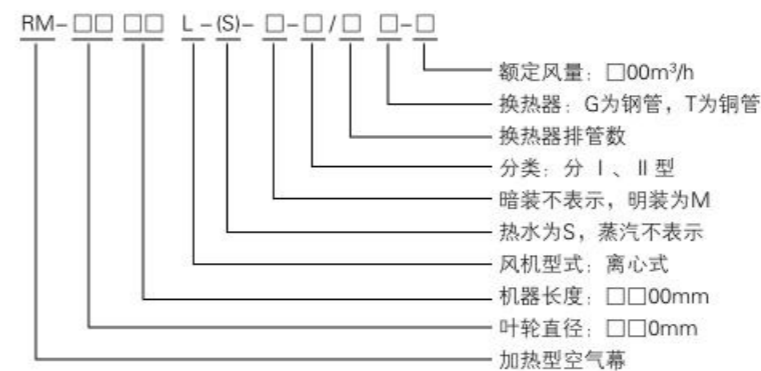 RM-□□ □□ L-(S)-□-□/□ □-□
额定风量：□00m³/h
换热器：G为钢管，T为铜管
换热器排管数
分类：分 Ⅰ、Ⅱ型
暗装不表示，明装为M
热水为S，蒸汽不表示
风机型式：离心式
机器长度：□□00mm
叶轮直径：□□0mm
加热型空气幕